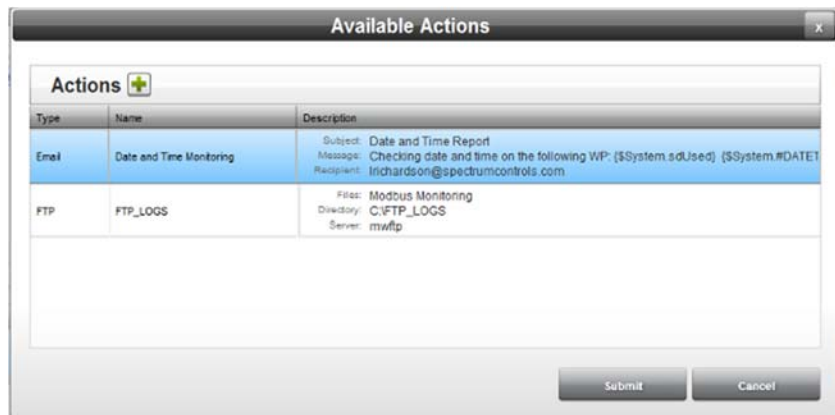 Available Actions
x
Actions
Type Name Description
Subject: Date and Time Report
Email Date and Time Monitoring Message: Checking date and time on the following WP: {$System.sdUsed} {$System.#DATET
Recipient: lrichardson@spectrumcontrols.com
Files: Modbus Monitoring
FTP FTP_LOGS Directory: C:\FTP_LOGS
Server: mwftp
Submit Cancel